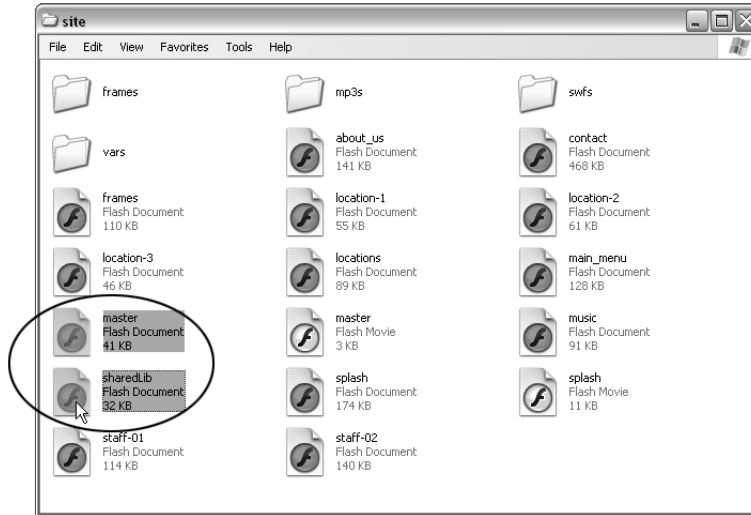 site
File Edit View Favorites Tools Help
frames
mp3s
swfs
vars
about_us
Flash Document
141 KB
contact
Flash Document
468 KB
frames
Flash Document
110 KB
location-1
Flash Document
55 KB
location-2
Flash Document
61 KB
location-3
Flash Document
46 KB
locations
Flash Document
89 KB
main_menu
Flash Document
128 KB
master
Flash Document
41 KB
master
Flash Movie
3 KB
music
Flash Document
91 KB
sharedLib
Flash Document
32 KB
splash
Flash Document
174 KB
splash
Flash Movie
11 KB
staff-01
Flash Document
114 KB
staff-02
Flash Document
140 KB